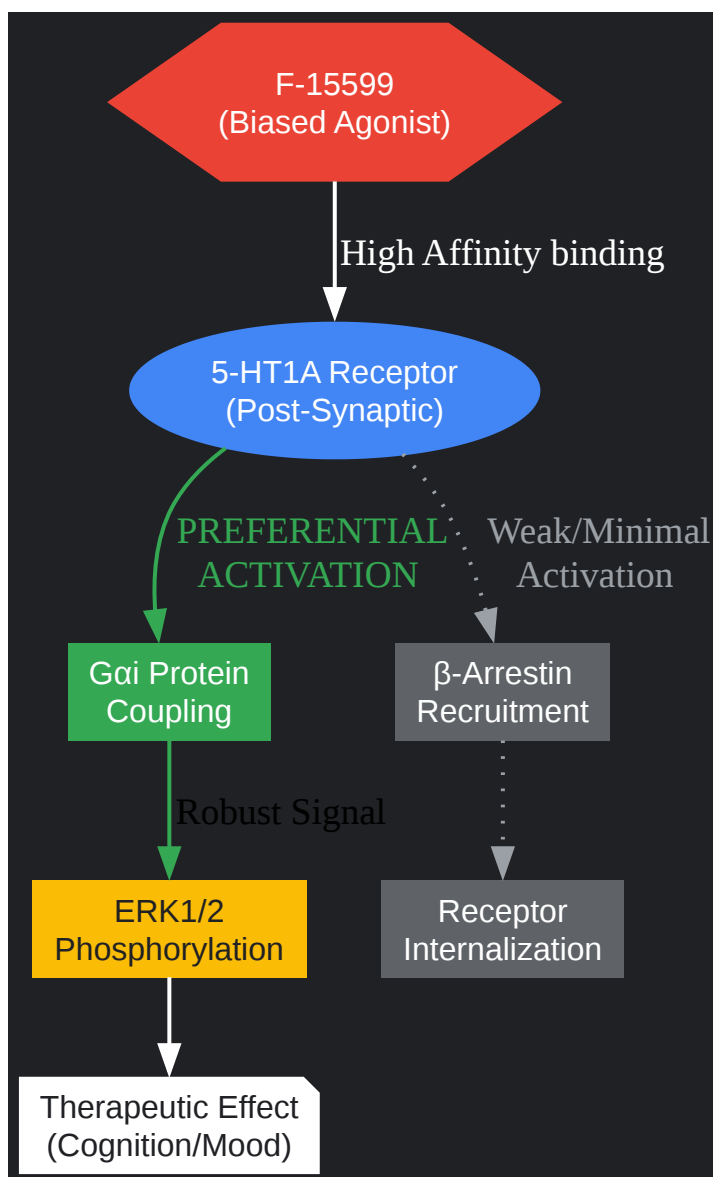 F-15599
(Biased Agonist)
High Affinity binding
5-HT1A Receptor
(Post-Synaptic)
PREFERENTIAL
ACTIVATION
Weak/Minimal
Activation
Gαi Protein
Coupling
β-Arrestin
Recruitment
Robust Signal
ERK1/2
Phosphorylation
Receptor
Internalization
Therapeutic Effect
(Cognition/Mood)